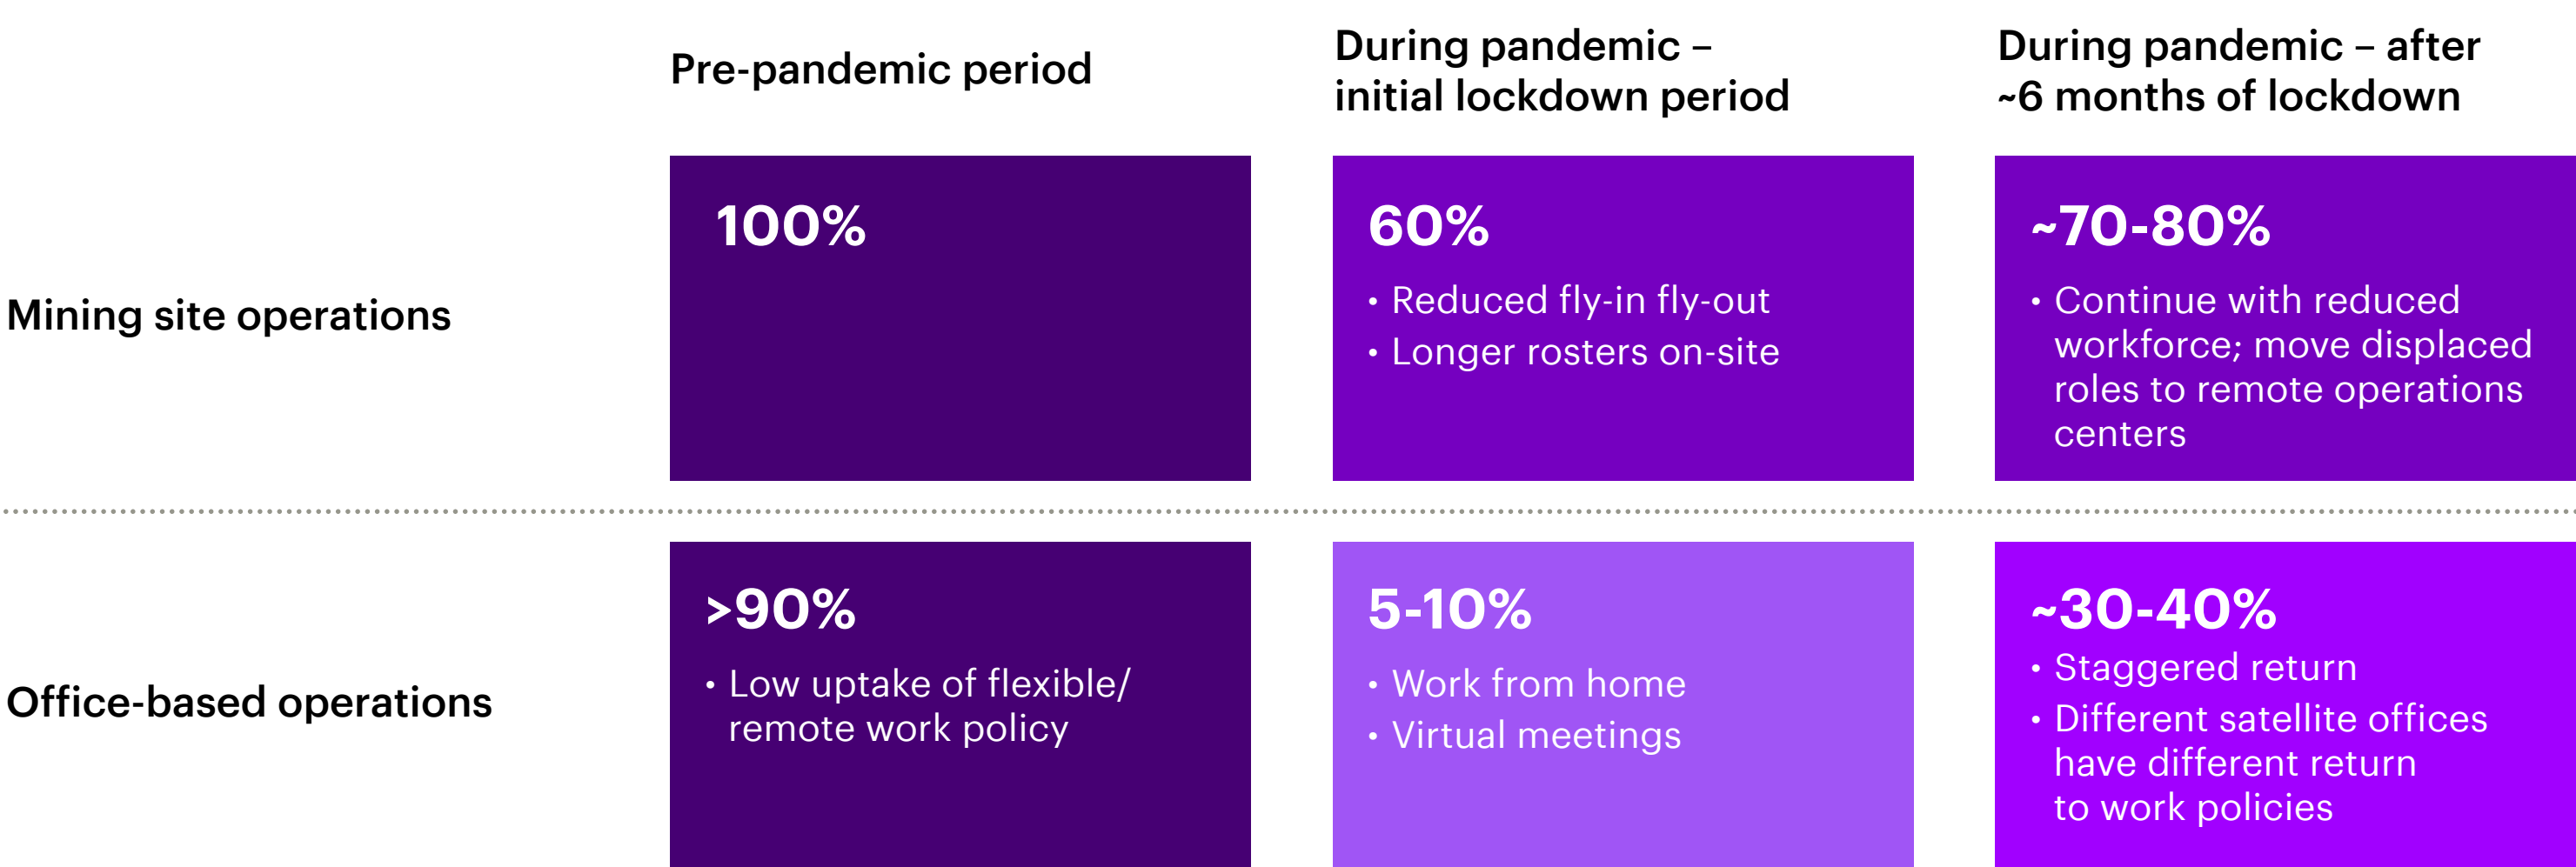 Pre-pandemic period
During pandemic –
initial lockdown period
During pandemic – after
~6 months of lockdown
Mining site operations
100%
60%
• Reduced fly-in fly-out
• Longer rosters on-site
~70-80%
• Continue with reduced
workforce; move displaced
roles to remote operations
centers
Office-based operations
>90%
• Low uptake of flexible/
remote work policy
5-10%
• Work from home
• Virtual meetings
~30-40%
• Staggered return
• Different satellite offices
have different return
to work policies